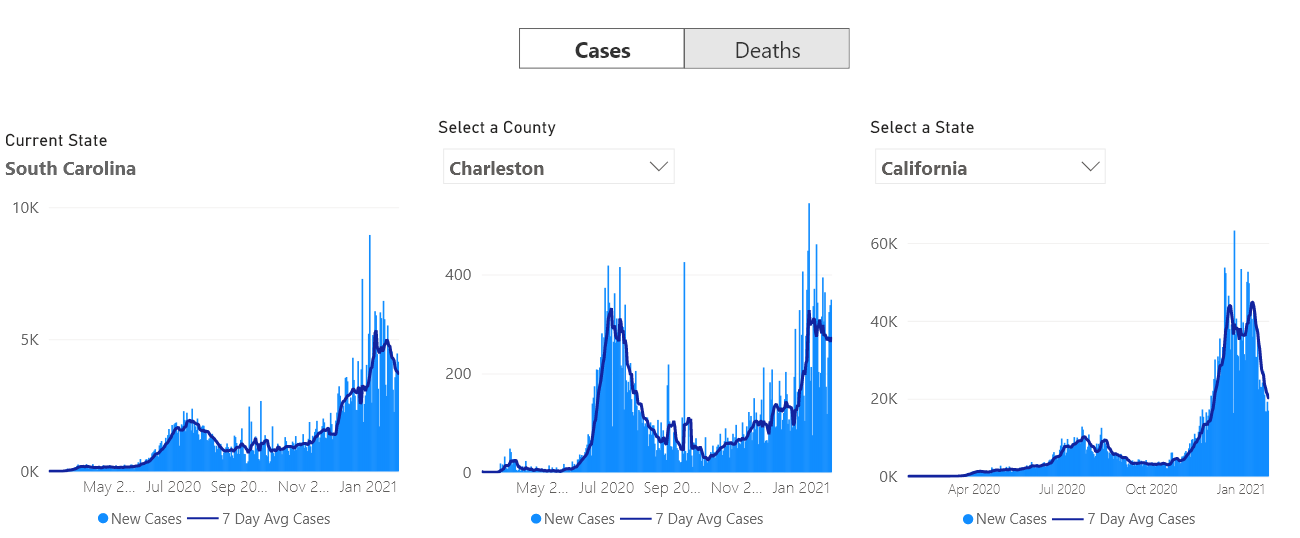 Cases Deaths
Current State
South Carolina
10K
5K
0K
May 2... Jul 2020 Sep 20... Nov 2... Jan 2021
New Cases 7 Day Avg Cases
Select a County
Charleston
400
200
0
May 2... Jul 2020 Sep 20... Nov 2... Jan 2021
New Cases 7 Day Avg Cases
Select a State
California
60K
40K
20K
0K
Apr 2020 Jul 2020 Oct 2020 Jan 2021
New Cases 7 Day Avg Cases